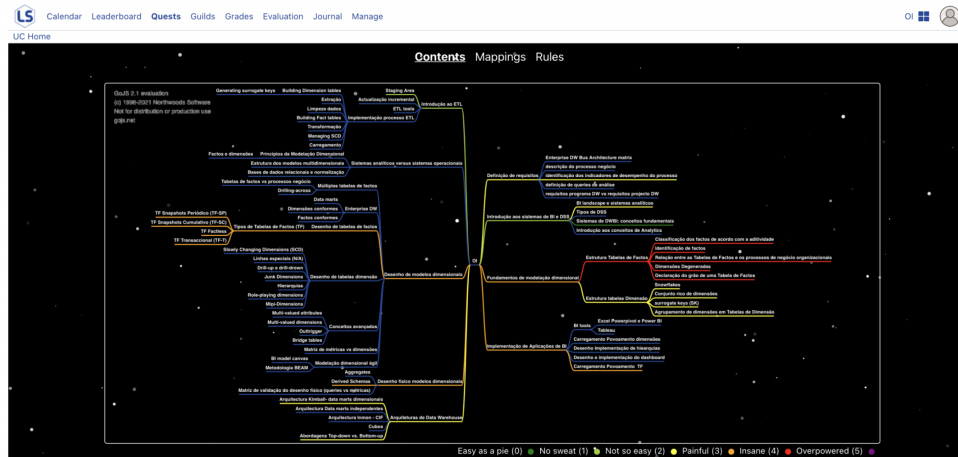 LS Calendar Leaderboard Quests Guilds Grades Evaluation Journal Manage OI
UC Home
Contents Mappings Rules
GoJS 2.1 evaluation
(c) 1998-2021 Northwoods Software
Not for distribution or production use
gojs.net
Generating surrogate keys
Building Dimension tables
Extração
Limpeza dados
Building Fact tables
Transformação
Managing SCD
Carregamento
Staging Area
Actualização incremental
ETL tools
Implementação processo ETL
Introdução ao ETL
Factos o dimensões
Princípios da Modelação Dimensional
Estrutura dos modelos multidimensionais
Bases de dados relacionais e normalização
Sistemas analíticos versus sistemas operacionais
Tabelas de factos vs processos negócio
Drilling-across
Múltiplas tabelas de factos
Data marts
Dimensões conformes
Factos conformes
Enterprise DW
TF Snapshots Periódico (TF-SP)
TF Snapshots Cumulativo (TF-SC)
TF Factless
TF Transaccional (TF-T)
Tipos de Tabelas de Factos (TF)
Desenho de tabelas de factos
Slowly Changing Dimensions (SCD)
Linhas especiais (N/A)
Drill-up e drill-drown
Junk Dimensions
Hierarquias
Role-playing dimensions
Mipi-Dimensions
Desenho de tabelas dimensão
Desenho de modelos dimensionais
Multi-valued attributes
Multi-valued dimensions
Outtrigger
Bridge tables
Conceitos avançados
Matriz de métricas vs dimensões
BI model canvas
Metodologia BEAM
Modelação dimensional ágil
Aggregates
Derived Schemas
Matriz de validação do desenho físico (queries vs métricas)
Desenho físico modelos dimensionais
Arquitectura Kimball- data marts dimensionais
Arquitectura Data marts independentes
Arquitectura Inmon - CIF
Cubos
Abordagens Top-down vs. Bottom-up
Arquiteturas de Data Warehouse
OI
Definição de requisitos
Enterprise DW Bus Architecture matrix
descrição do processo negócio
identificação dos indicadores de desempenho do processo
definição de queries de análise
requisitos programa DW vs requisitos projecto DW
Introdução aos sistemas de BI e DSS
BI landscape e sistemas analíticos
Tipos de DSS
Sistemas de DWBI: conceitos fundamentais
Introdução aos conceitos de Analytics
Fundamentos de modelação dimensional
Estrutura Tabelas de Factos
Classificação dos factos de acordo com a aditividade
Identificação de factos
Relação entre as Tabelas de Factos e os processos de negócio organizacionais
Dimensões Degeneradas
Declaração do grão de uma Tabela de Factos
Estrutura tabelas Dimensão
Snowflakes
Conjunto rico de dimensões
surrogate keys (SK)
Agrupamento de dimensões em Tabelas de Dimensão
Implementação de Aplicações de BI
BI tools
Excel Powerpivot e Power BI
Tableau
Carregamento Povoamento dimensões
Desenho Implementação de hierarquias
Desenho e implementação do dashboard
Carregamento Povoamento TF
Easy as a pie (0) No sweat (1) Not so easy (2) Painful (3) Insane (4) Overpowered (5)